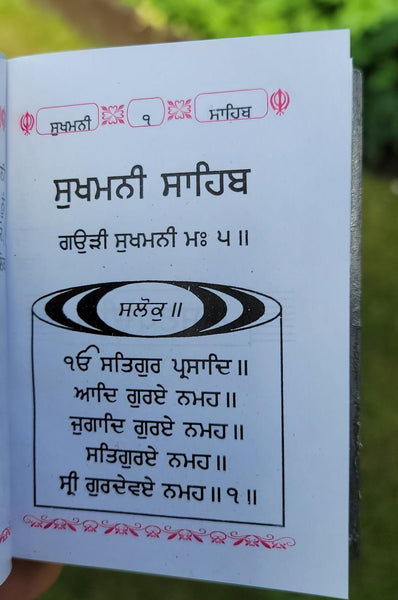 ਸੁਖਮਨੀ ੧ ਸਾਹਿਬ
ਸੁਖਮਨੀ ਸਾਹਿਬ
ਗਉੜੀ ਸੁਖਮਨੀ ਮਃ ੫ ॥
ਸਲੋਕੁ ॥
ੴ ਸਤਿਗੁਰ ਪ੍ਰਸਾਦਿ ॥
ਆਦਿ ਗੁਰਏ ਨਮਹ ॥
ਜੁਗਾਦਿ ਗੁਰਏ ਨਮਹ ॥
ਸਤਿਗੁਰਏ ਨਮਹ ॥
ਸ੍ਰੀ ਗੁਰਦੇਵਏ ਨਮਹ ॥ ੧ ॥